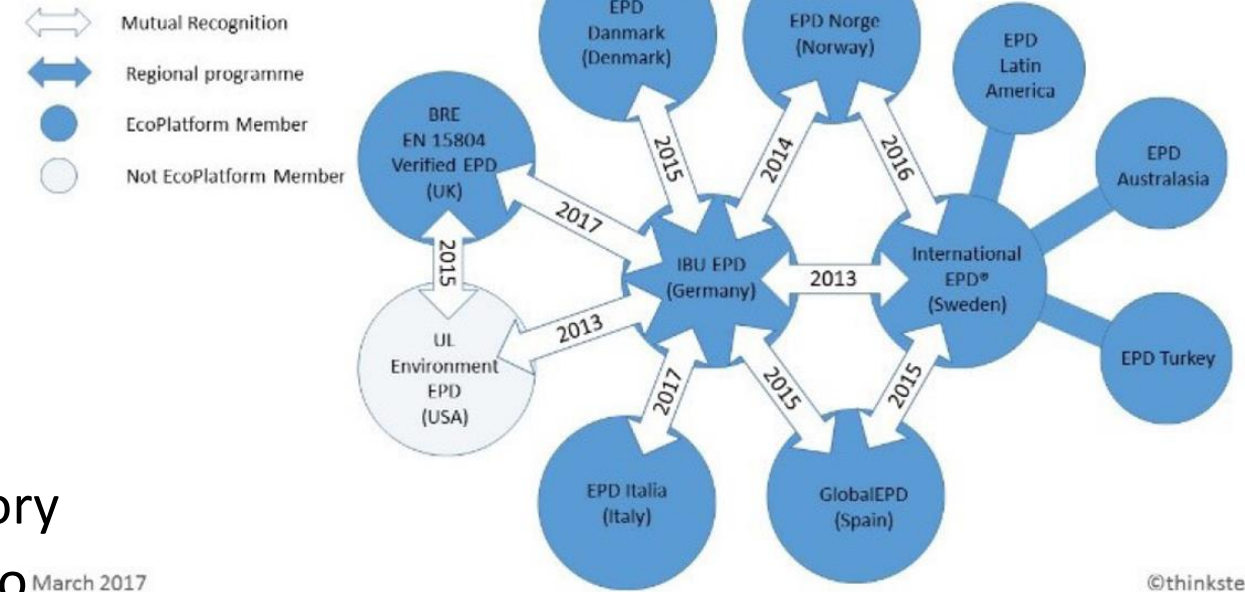 Mutual Recognition
Regional programme
EcoPlatform Member
Not EcoPlatform Member
EPD
Danmark
(Denmark)
EPD Norge
(Norway)
EPD
Latin
America
EPD
Australasia
BRE
EN 15804
Verified EPD
(UK)
2015
2014
2016
2017
2015
IBU EPD
(Germany)
2013
International
EPD®
(Sweden)
UL
Environment
EPD
(USA)
2013
2017
2015
2015
EPD Turkey
EPD Italia
(Italy)
GlobalEPD
(Spain)
March 2017